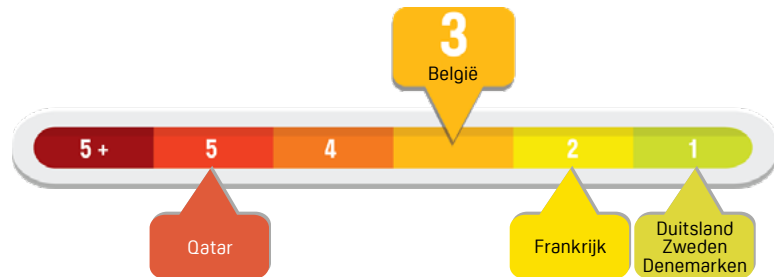 3
België
5 +
5
4
2
1
Qatar
Frankrijk
Duitsland
Zweden
Denemarken